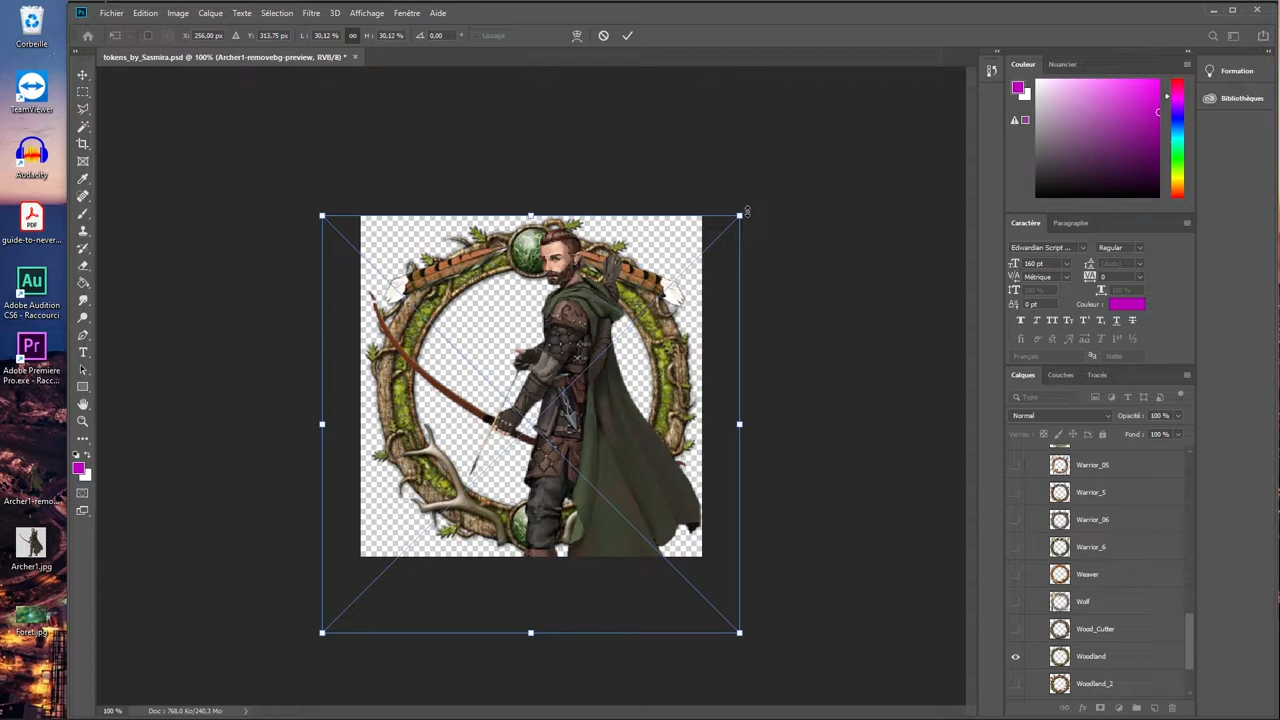 Corbeille
TeamViewer
Audacity
guide-to-never...
Adobe Audition
CS6 - Raccourci
Adobe Premiere
Pro.exe - Racc...
Archer1-remo...
Archer1.jpg
Foret.jpg
Ps
Fichier Edition Image Calque Texte Sélection Filtre 3D Affichage Fenêtre Aide
X: 256,00 px Y: 313,75 px L: 30,12 % H: 30,12 % 0,00 ° Lissage
tokens_by_Sasmira.psd @ 100% (Archer1-removebg-preview, RVB/8) *
Couleur Nuancier
Formation
Bibliothèques
Caractère Paragraphe
Edwardian Script ... Regular
160 pt (Auto)
Métrique 0
100 % 100 %
0 pt Couleur :
Français Nette
Calques Couches Tracés
Type
Normal Opacité : 100 %
Verrou : Fond : 100 %
Warrior_05
Warrior_5
Warrior_06
Warrior_6
Weaver
Wolf
Wood_Cutter
Woodland
Woodland_2
100 % Doc : 768,0 Ko/240,3 Mo